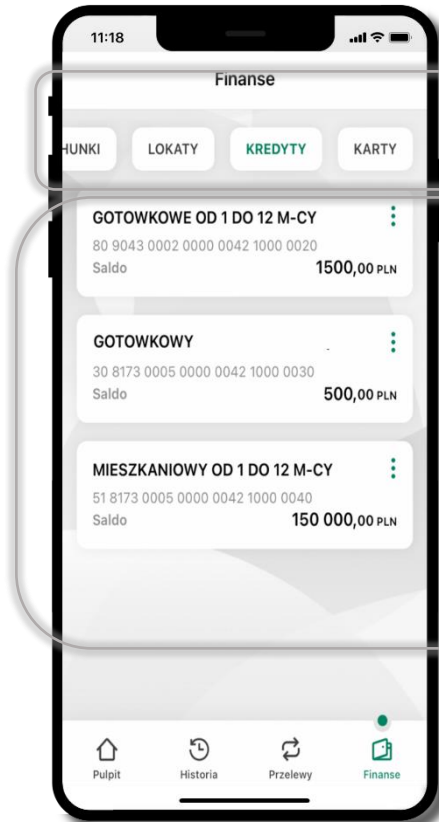 11:18
Finanse
HUNKI LOKATY KREDYTY KARTY
GOTOWKOWE OD 1 DO 12 M-CY
80 9043 0002 0000 0042 1000 0020
Saldo 1500,00 PLN
GOTOWKOWY
30 8173 0005 0000 0042 1000 0030
Saldo 500,00 PLN
MIESZKANIOWY OD 1 DO 12 M-CY
51 8173 0005 0000 0042 1000 0040
Saldo 150 000,00 PLN
Pulpit Historia Przelewy Finanse